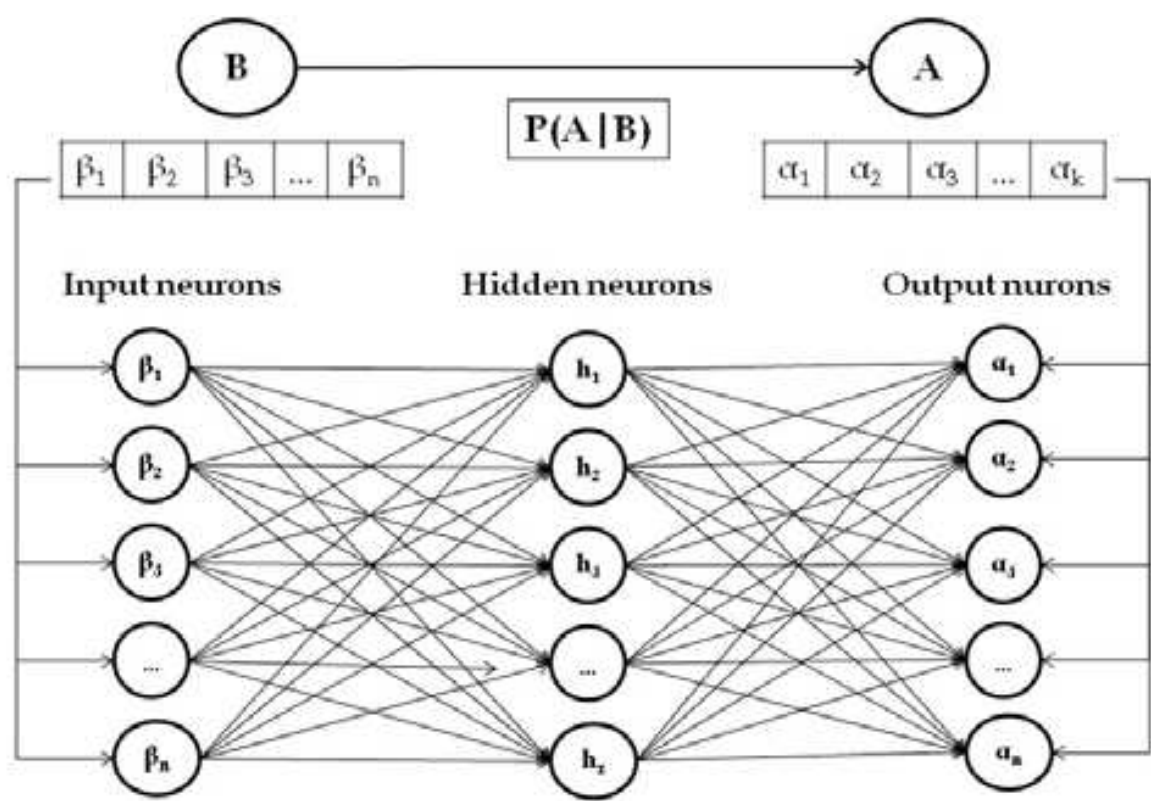 B A
P(A|B)
β₁ β₂ β₃ ... βₙ α₁ α₂ α₃ ... αₖ
Input neurons Hidden neurons Output nurons
β₁ h₁ α₁
β₂ h₂ α₂
β₃ h₃ α₃
... ... ...
βₙ h_z αₙ